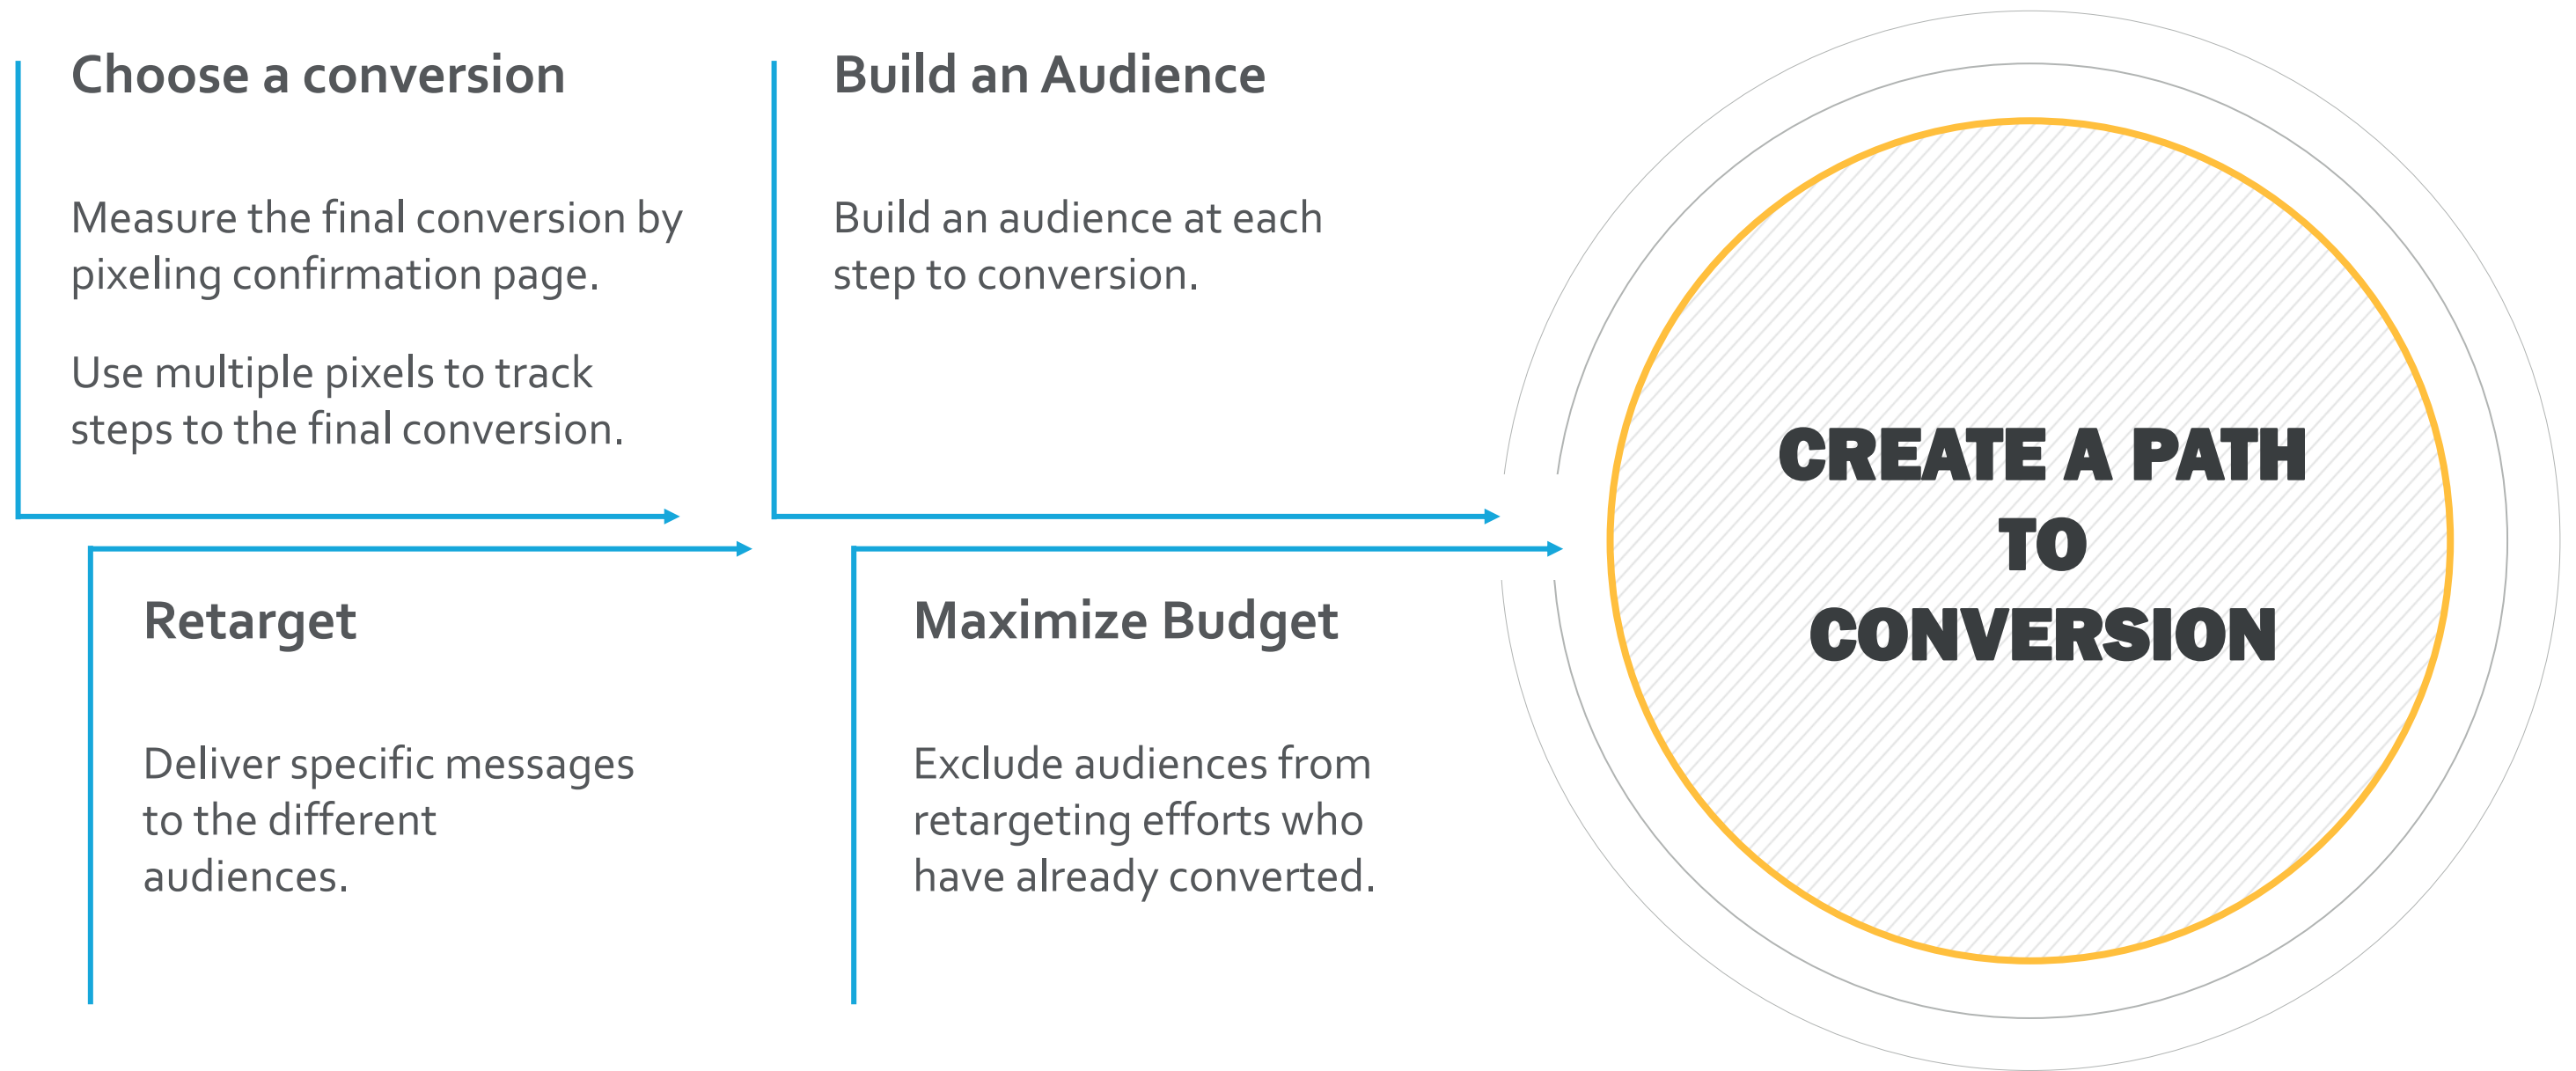 Choose a conversion
Measure the final conversion by
pixeling confirmation page.
Use multiple pixels to track
steps to the final conversion.
Build an Audience
Build an audience at each
step to conversion.
Retarget
Deliver specific messages
to the different
audiences.
Maximize Budget
Exclude audiences from
retargeting efforts who
have already converted.
CREATE A PATH
TO
CONVERSION